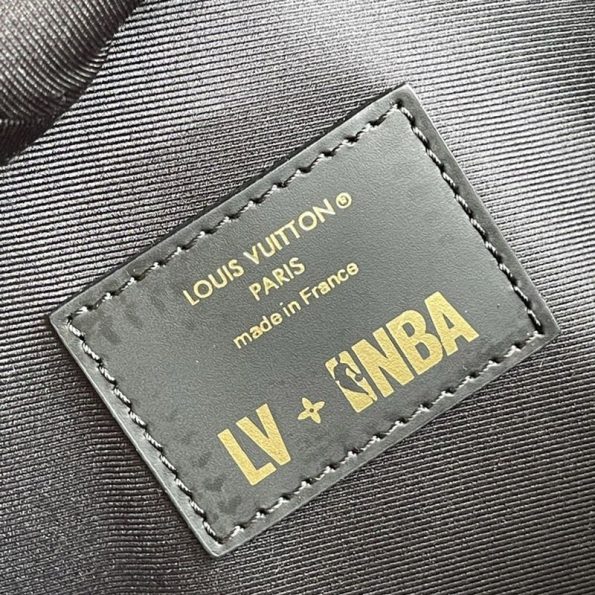 LOUIS VUITTON®
PARIS
made in France
LV + NBA